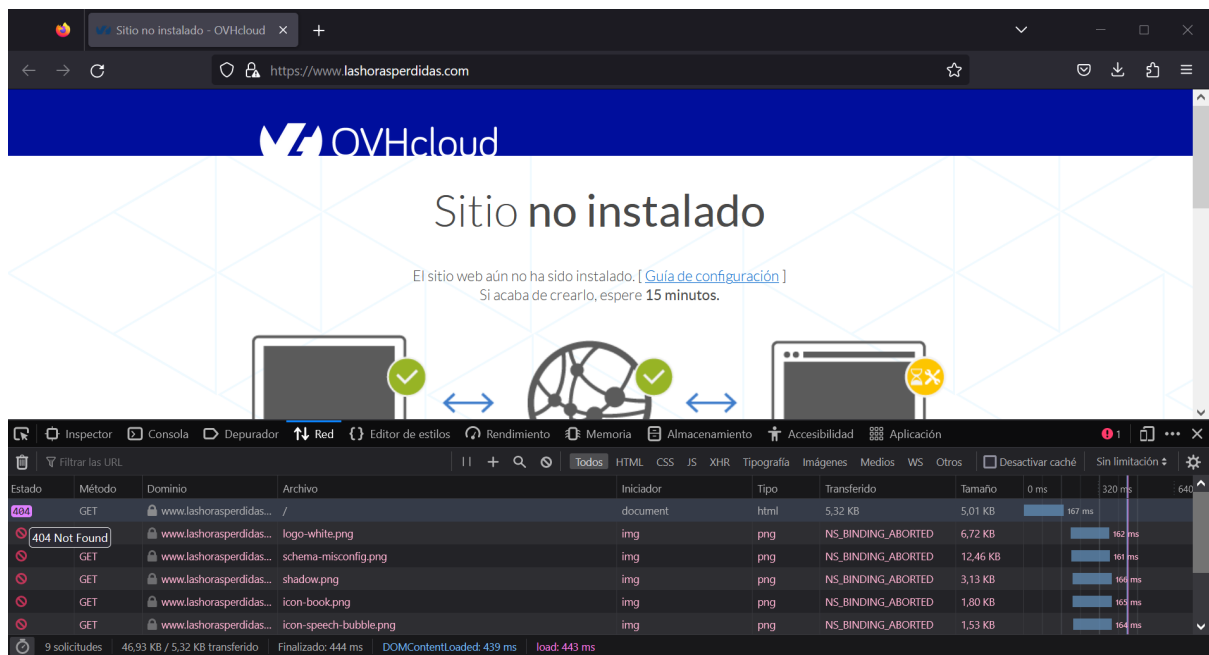 Sitio no instalado - OVHcloud
https://www.lashorasperdidas.com
OVHcloud
Sitio no instalado
El sitio web aún no ha sido instalado. [ Guía de configuración ]
Si acaba de crearlo, espere 15 minutos.
Inspector Consola Depurador Red Editor de estilos Rendimiento Memoria Almacenamiento Accesibilidad Aplicación 1
Filtrar las URL Todos HTML CSS JS XHR Tipografía Imágenes Medios WS Otros Desactivar caché Sin limitación
Estado Método Dominio Archivo Iniciador Tipo Transferido Tamaño 0 ms 320 ms 640
404 GET www.lashorasperdidas... / document html 5,32 KB 5,01 KB 167 ms
404 Not Found www.lashorasperdidas... logo-white.png img png NS_BINDING_ABORTED 6,72 KB 162 ms
GET www.lashorasperdidas... schema-misconfig.png img png NS_BINDING_ABORTED 12,46 KB 161 ms
GET www.lashorasperdidas... shadow.png img png NS_BINDING_ABORTED 3,13 KB 166 ms
GET www.lashorasperdidas... icon-book.png img png NS_BINDING_ABORTED 1,80 KB 165 ms
GET www.lashorasperdidas... icon-speech-bubble.png img png NS_BINDING_ABORTED 1,53 KB 164 ms
9 solicitudes 46,93 KB / 5,32 KB transferido Finalizado: 444 ms DOMContentLoaded: 439 ms load: 443 ms